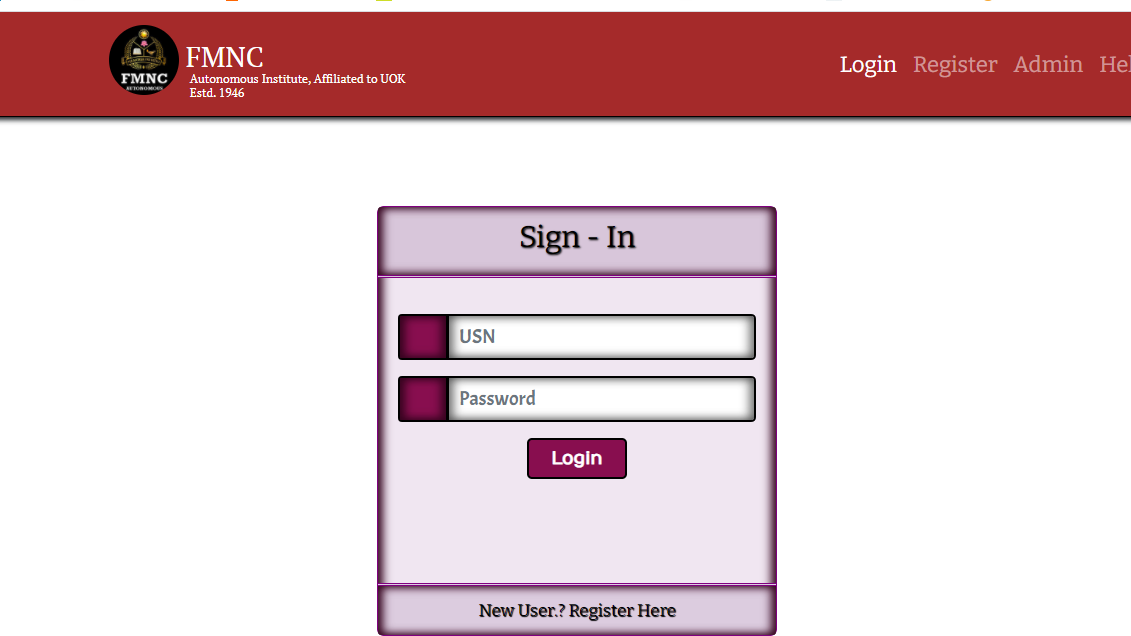 FMNC
AUTONOMOUS
FMNC
Autonomous Institute, Affiliated to UOK
Estd. 1946
Login Register Admin Hel
Sign - In
USN
Password
Login
New User.? Register Here